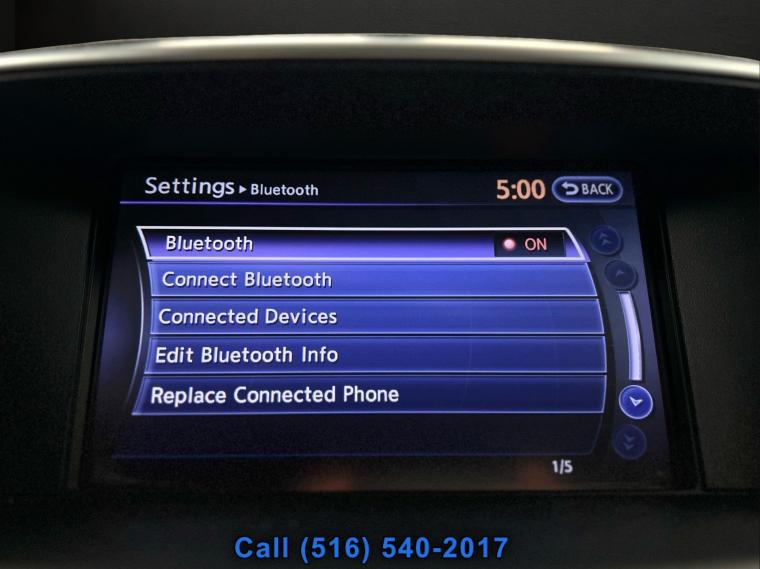 Settings ▸ Bluetooth 5:00 BACK
Bluetooth ON
Connect Bluetooth
Connected Devices
Edit Bluetooth Info
Replace Connected Phone
1/5
Call (516) 540-2017